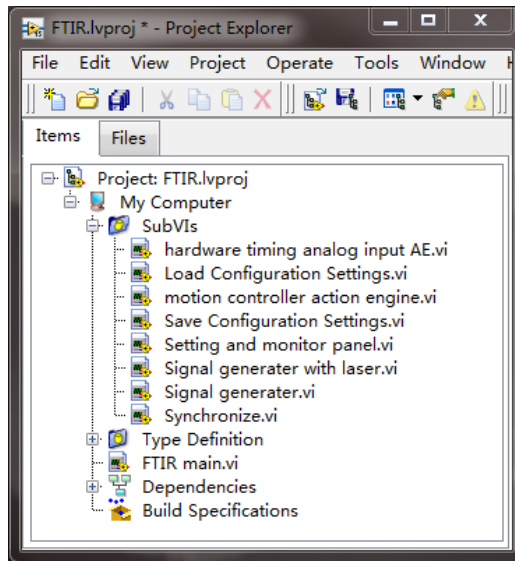 FTIR.lvproj * - Project Explorer
File Edit View Project Operate Tools Window
Items Files
Project: FTIR.lvproj
My Computer
SubVIs
hardware timing analog input AE.vi
Load Configuration Settings.vi
motion controller action engine.vi
Save Configuration Settings.vi
Setting and monitor panel.vi
Signal generater with laser.vi
Signal generater.vi
Synchronize.vi
Type Definition
FTIR main.vi
Dependencies
Build Specifications